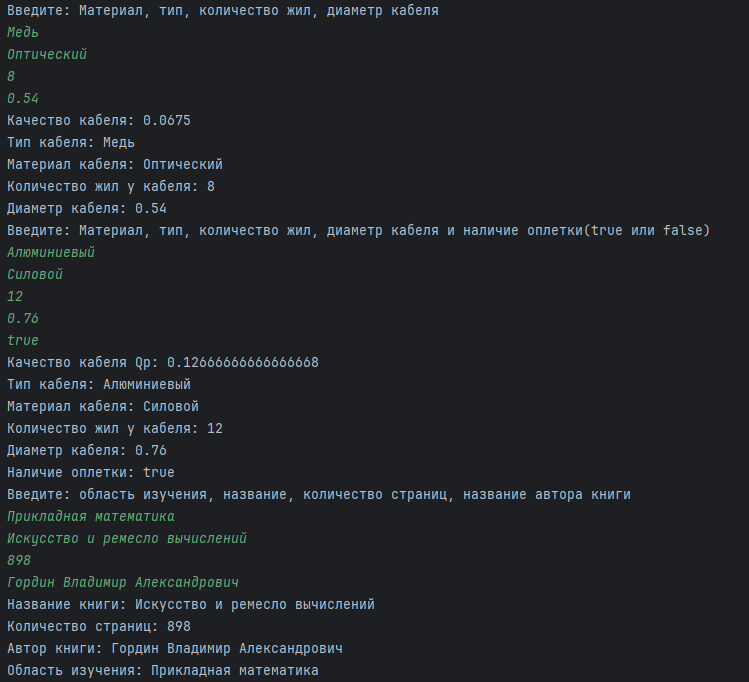 Введите: Материал, тип, количество жил, диаметр кабеля
Медь
Оптический
8
0.54
Качество кабеля: 0.0675
Тип кабеля: Медь
Материал кабеля: Оптический
Количество жил у кабеля: 8
Диаметр кабеля: 0.54
Введите: Материал, тип, количество жил, диаметр кабеля и наличие оплетки(true или false)
Алюминиевый
Силовой
12
0.76
true
Качество кабеля Qp: 0.12666666666666668
Тип кабеля: Алюминиевый
Материал кабеля: Силовой
Количество жил у кабеля: 12
Диаметр кабеля: 0.76
Наличие оплетки: true
Введите: область изучения, название, количество страниц, название автора книги
Прикладная математика
Искусство и ремесло вычислений
898
Гордин Владимир Александрович
Название книги: Искусство и ремесло вычислений
Количество страниц: 898
Автор книги: Гордин Владимир Александрович
Область изучения: Прикладная математика